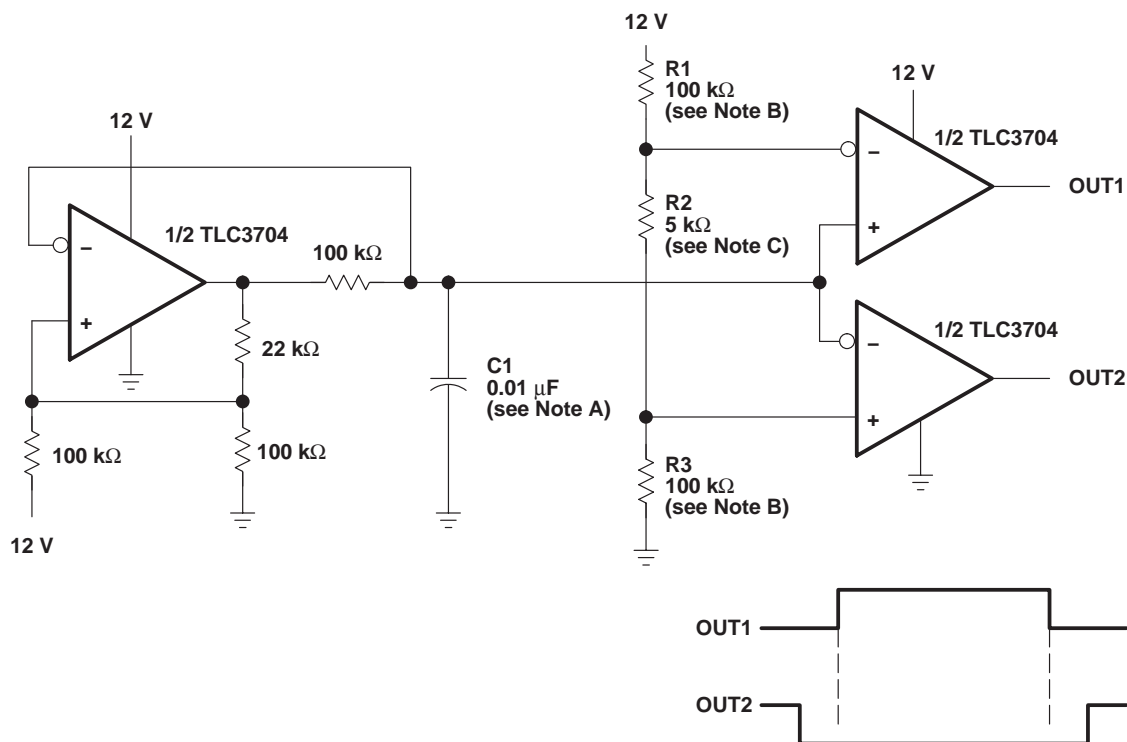 12 V
R1
100 kΩ
(see Note B)
12 V
1/2 TLC3704
−
+
OUT1
12 V
1/2 TLC3704
−
+
100 kΩ
R2
5 kΩ
(see Note C)
22 kΩ
C1
0.01 µF
(see Note A)
1/2 TLC3704
−
+
OUT2
100 kΩ
100 kΩ
12 V
R3
100 kΩ
(see Note B)
OUT1
OUT2